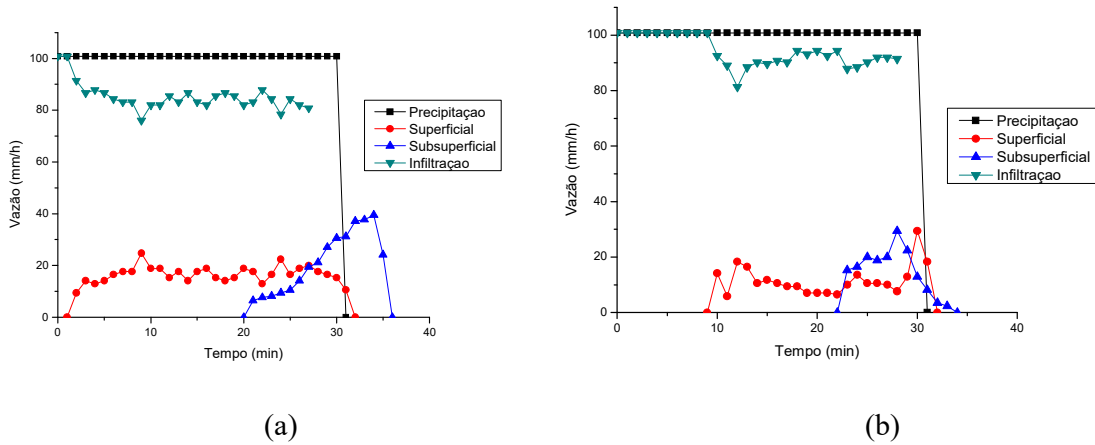 100
80
60
40
20
0
Vazão (mm/h)
0
10
20
30
40
Tempo (min)
Precipitaçao
Superficial
Subsuperficial
Infiltraçao
(a)
100
80
60
40
20
0
Vazão (mm/h)
0
10
20
30
40
Tempo (min)
Precipitaçao
Superficial
Subsuperficial
Infiltraçao
(b)